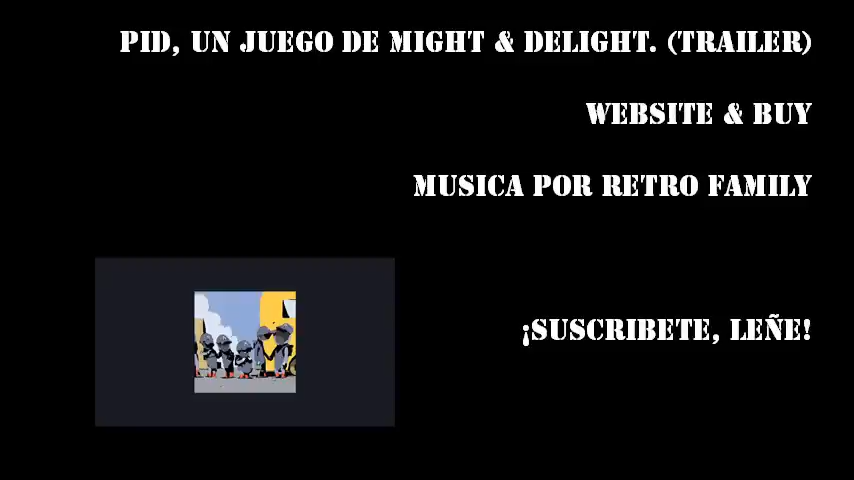 PID, UN JUEGO DE MIGHT & DELIGHT. (TRAILER)
WEBSITE & BUY
MUSICA POR RETRO FAMILY
¡SUSCRIBETE, LEÑE!